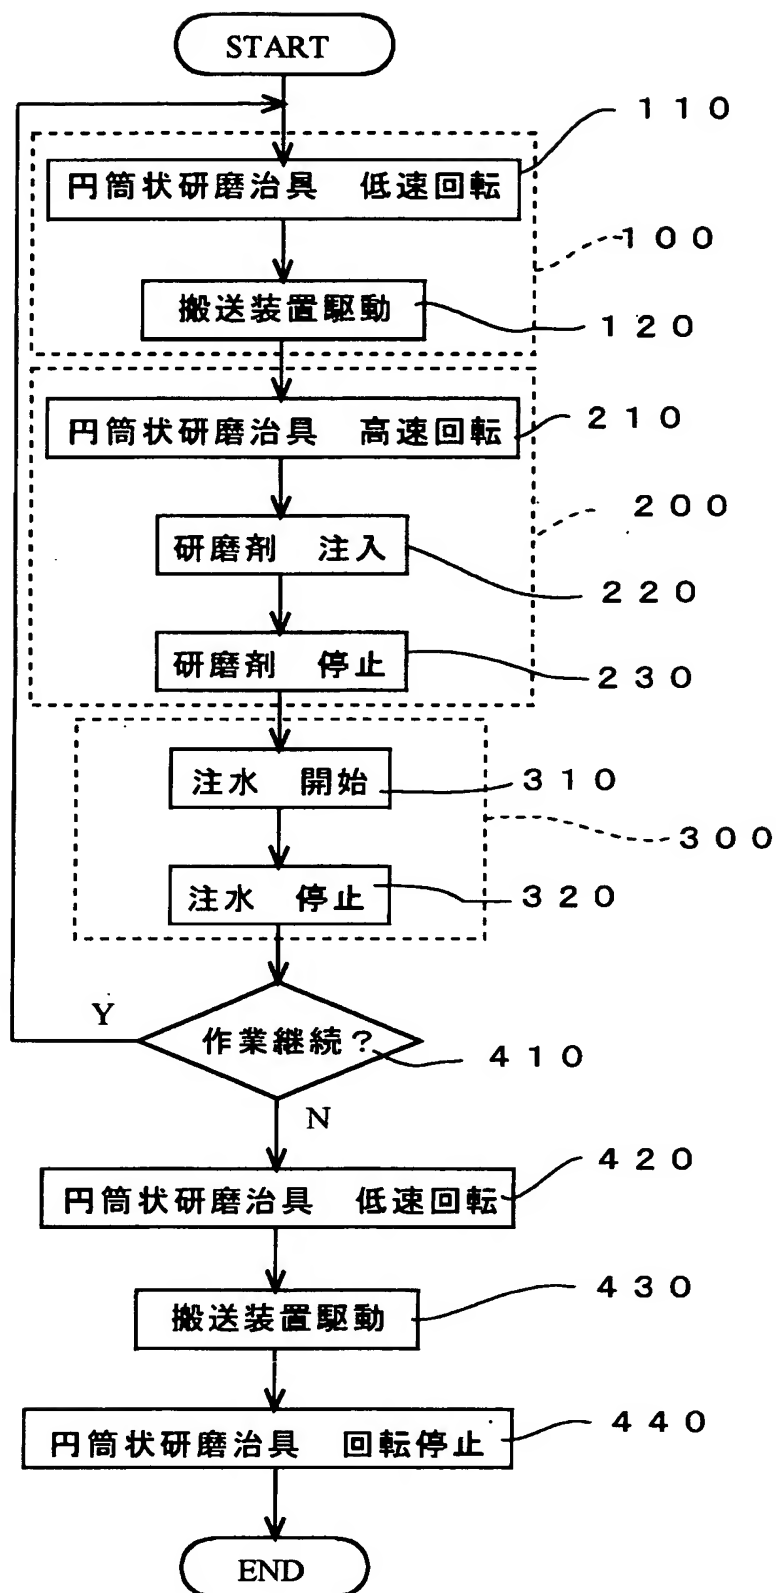 START
110
円筒状研磨治具　低速回転
100
搬送装置駆動
120
円筒状研磨治具　高速回転
210
200
研磨剤　注入
220
研磨剤　停止
230
注水　開始
310
300
注水　停止
320
Y
作業継続?
410
N
420
円筒状研磨治具　低速回転
430
搬送装置駆動
440
円筒状研磨治具　回転停止
END